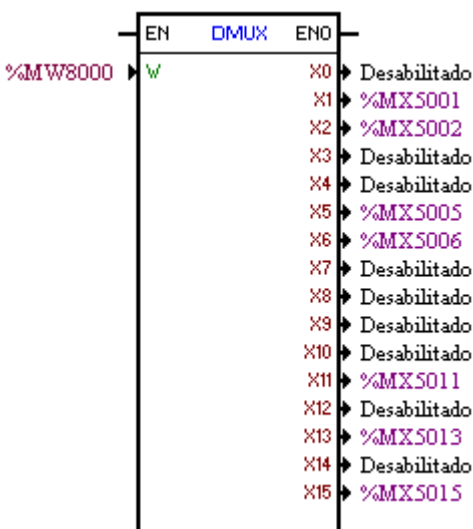 EN DMUX ENO
%MW8000 W X0 Desabilitado
X1 %MX5001
X2 %MX5002
X3 Desabilitado
X4 Desabilitado
X5 %MX5005
X6 %MX5006
X7 Desabilitado
X8 Desabilitado
X9 Desabilitado
X10 Desabilitado
X11 %MX5011
X12 Desabilitado
X13 %MX5013
X14 Desabilitado
X15 %MX5015